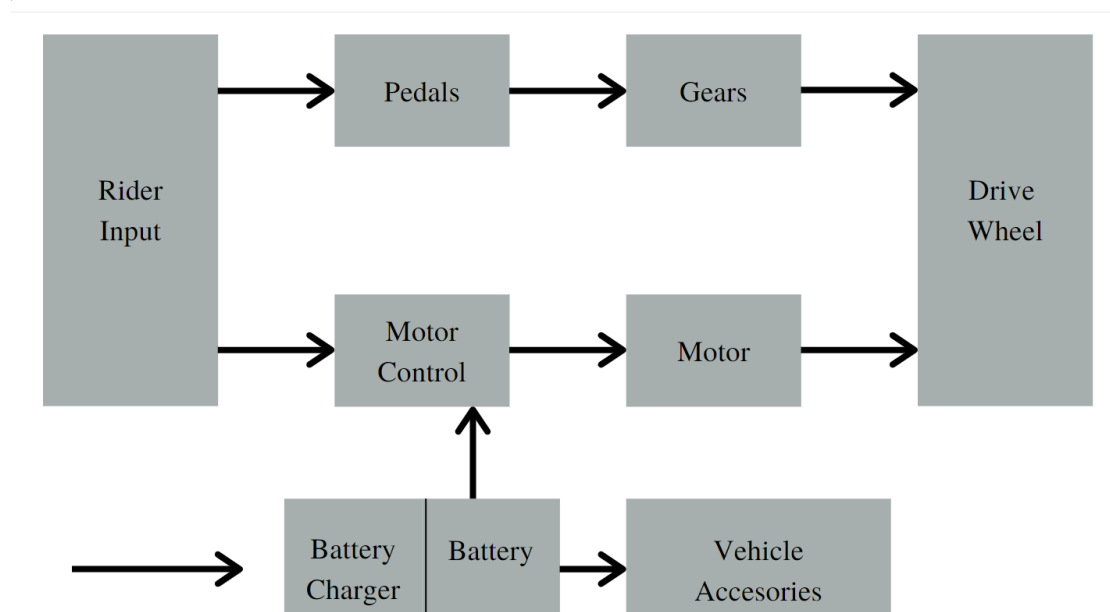 Pedals
Gears
Rider
Input
Drive
Wheel
Motor
Control
Motor
Battery
Charger
Battery
Vehicle
Accesories